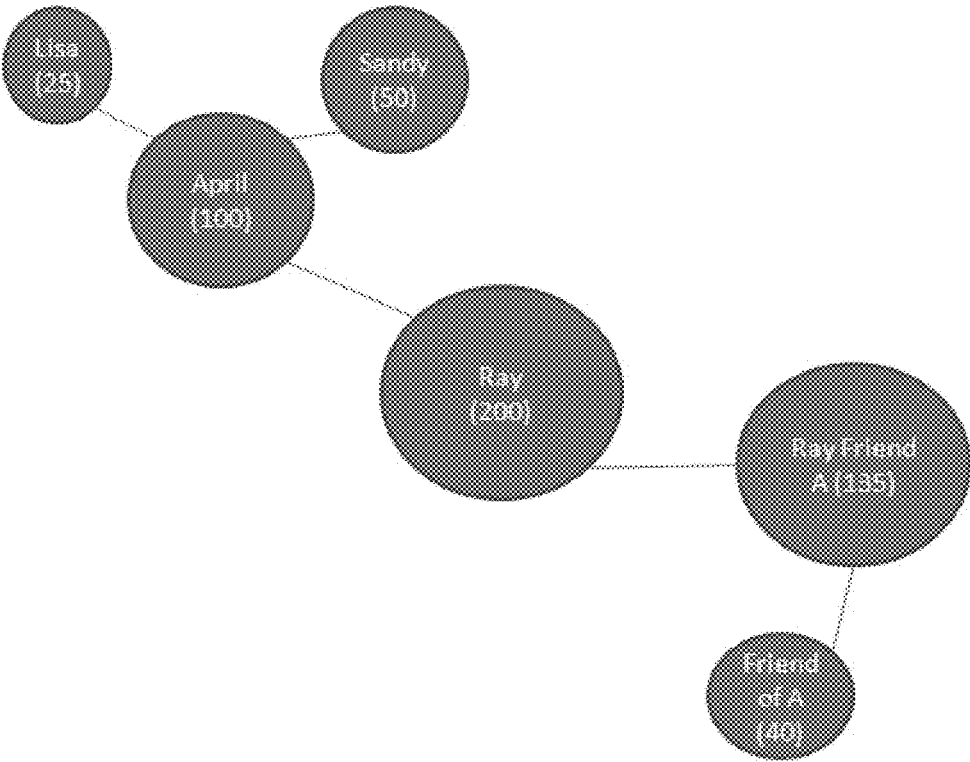 Lisa
(25)
Sandy
(50)
April
(100)
Ray
(200)
Ray Friend
A (135)
Friend
of A
(40)